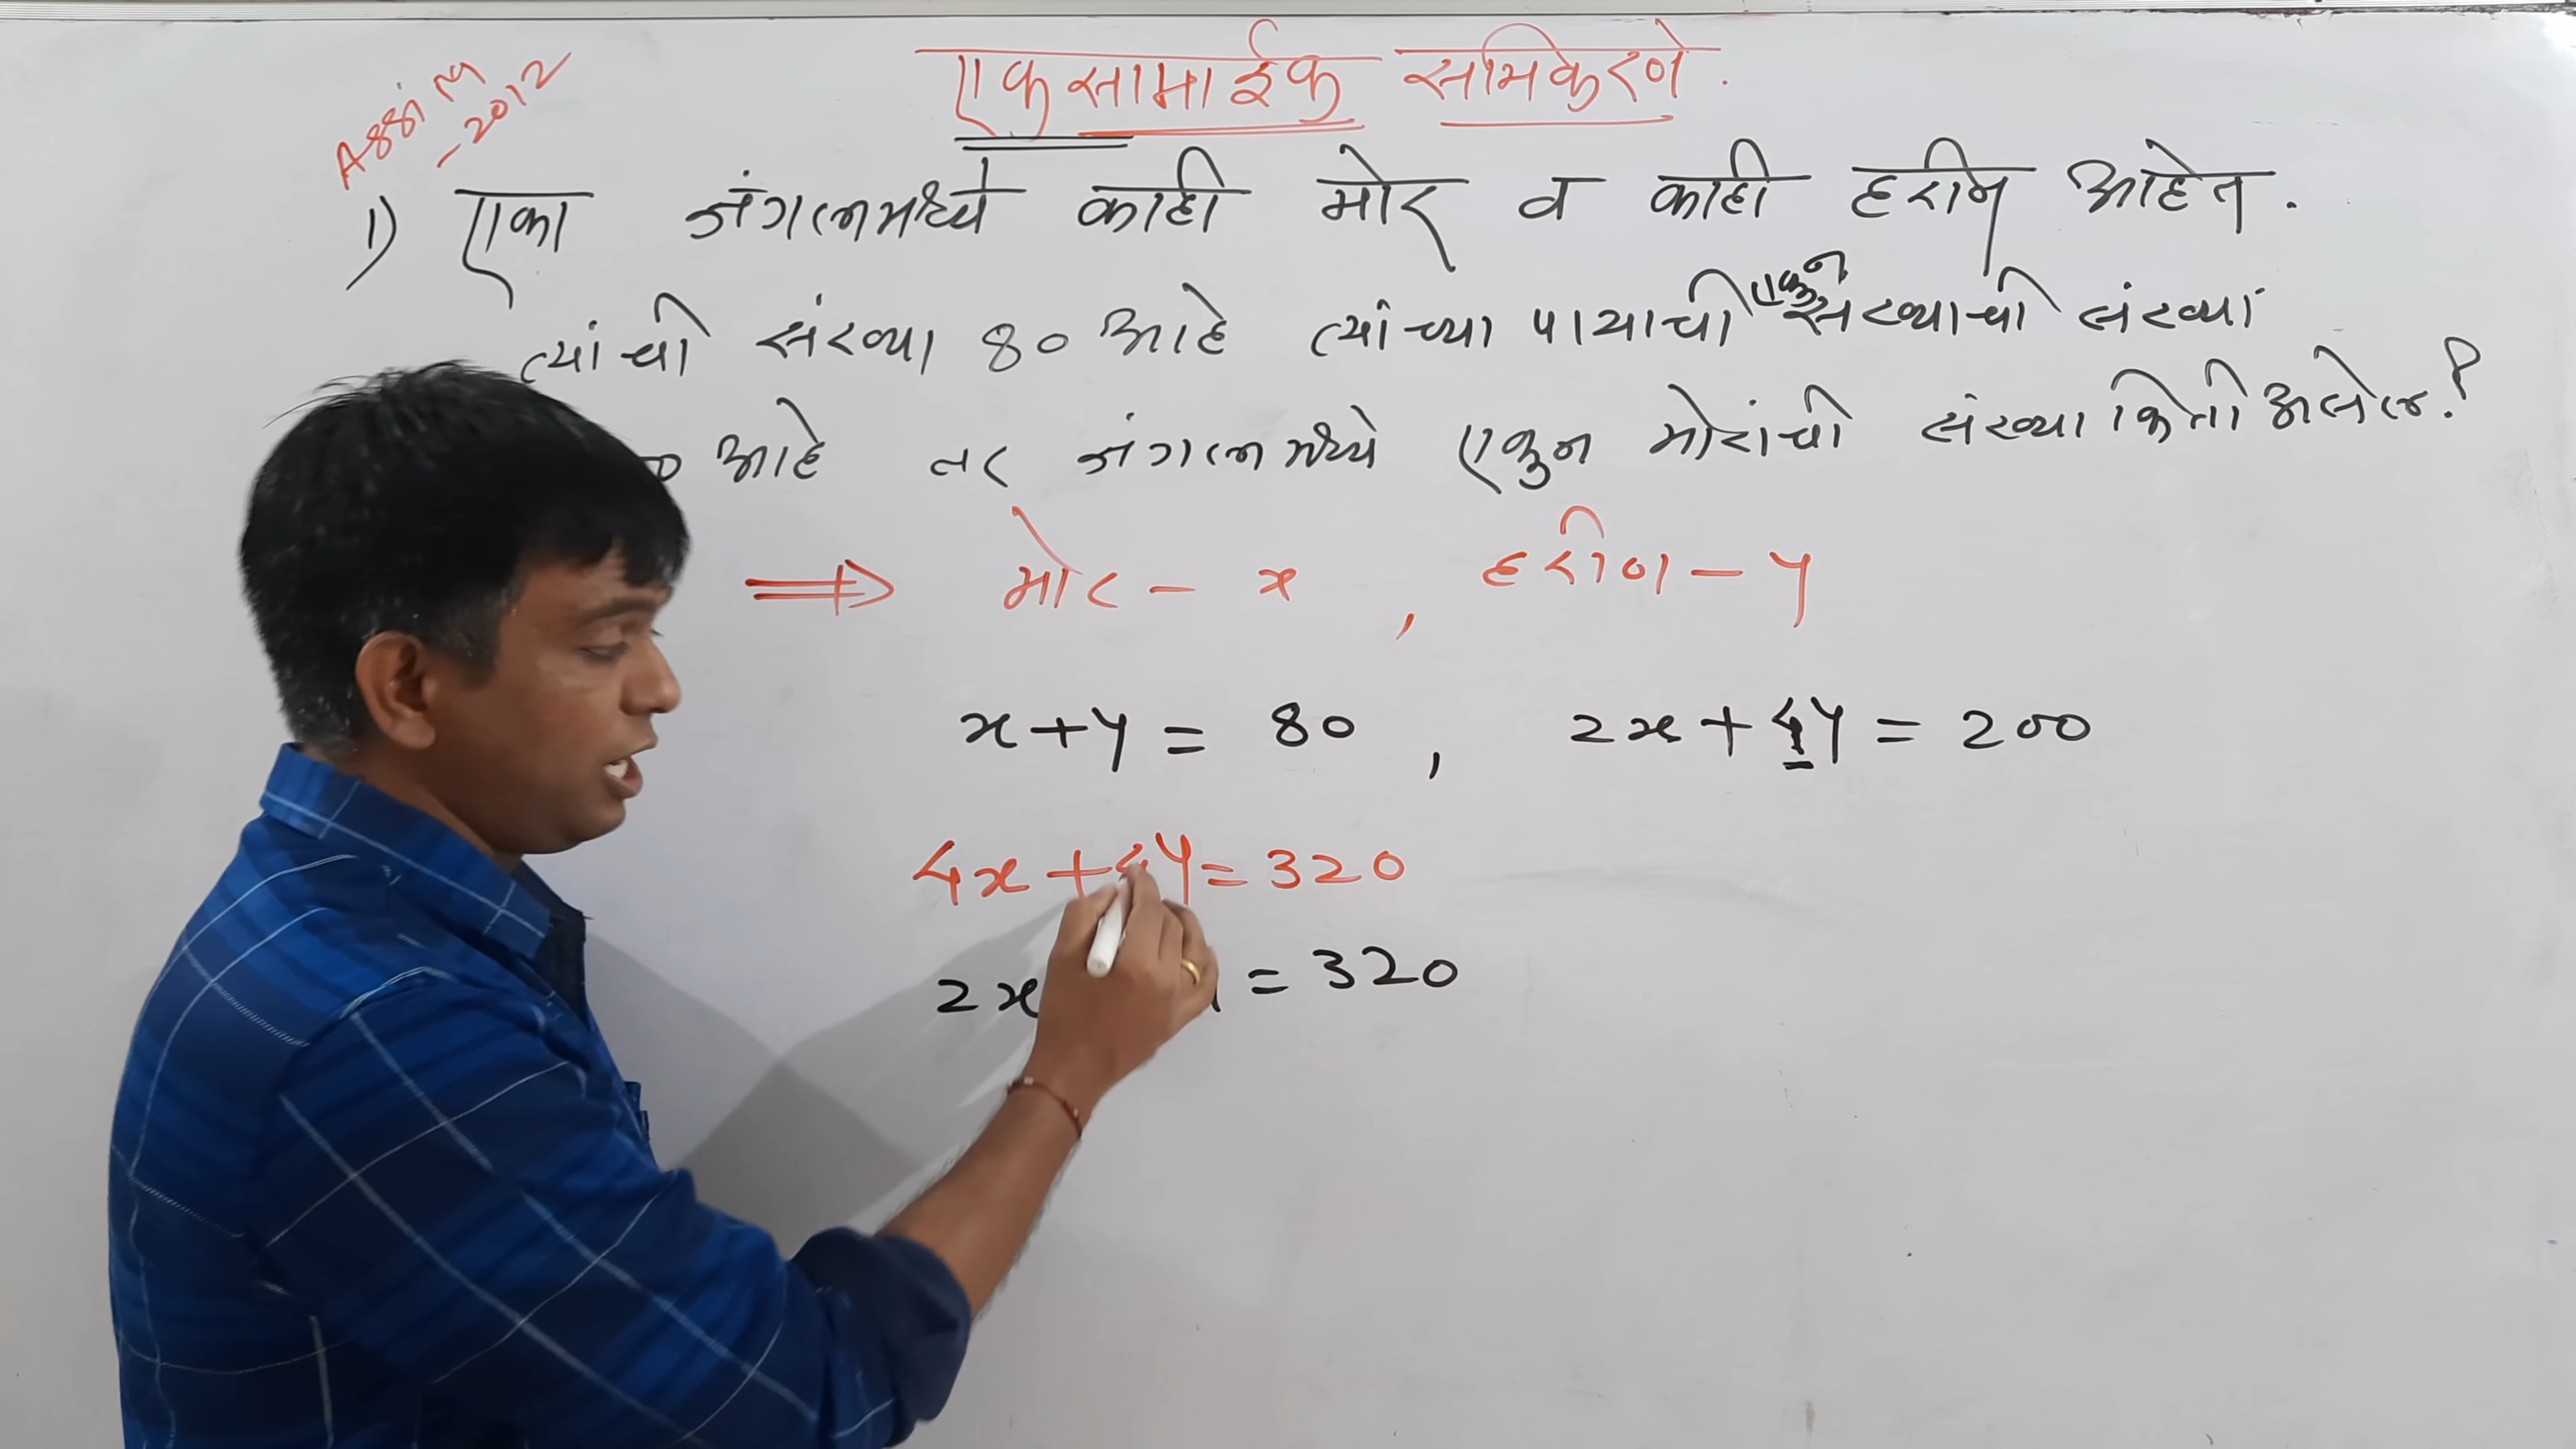 एकसामाईक समिकरणे.
Assi m
-2012
1) एका जंगलामध्ये काही मोर व काही हरीन आहेत.
त्यांची संख्या 80 आहे त्यांच्या पायाची एकुन संख्याची संख्या
आहे तर जंगलामध्ये एकुन मोरांची संख्या किती असेल?
⇒ मोर - x , हरीण - y
x+y = 80 , 2x + 4y = 200
4x + 4y = 320
2x = 320